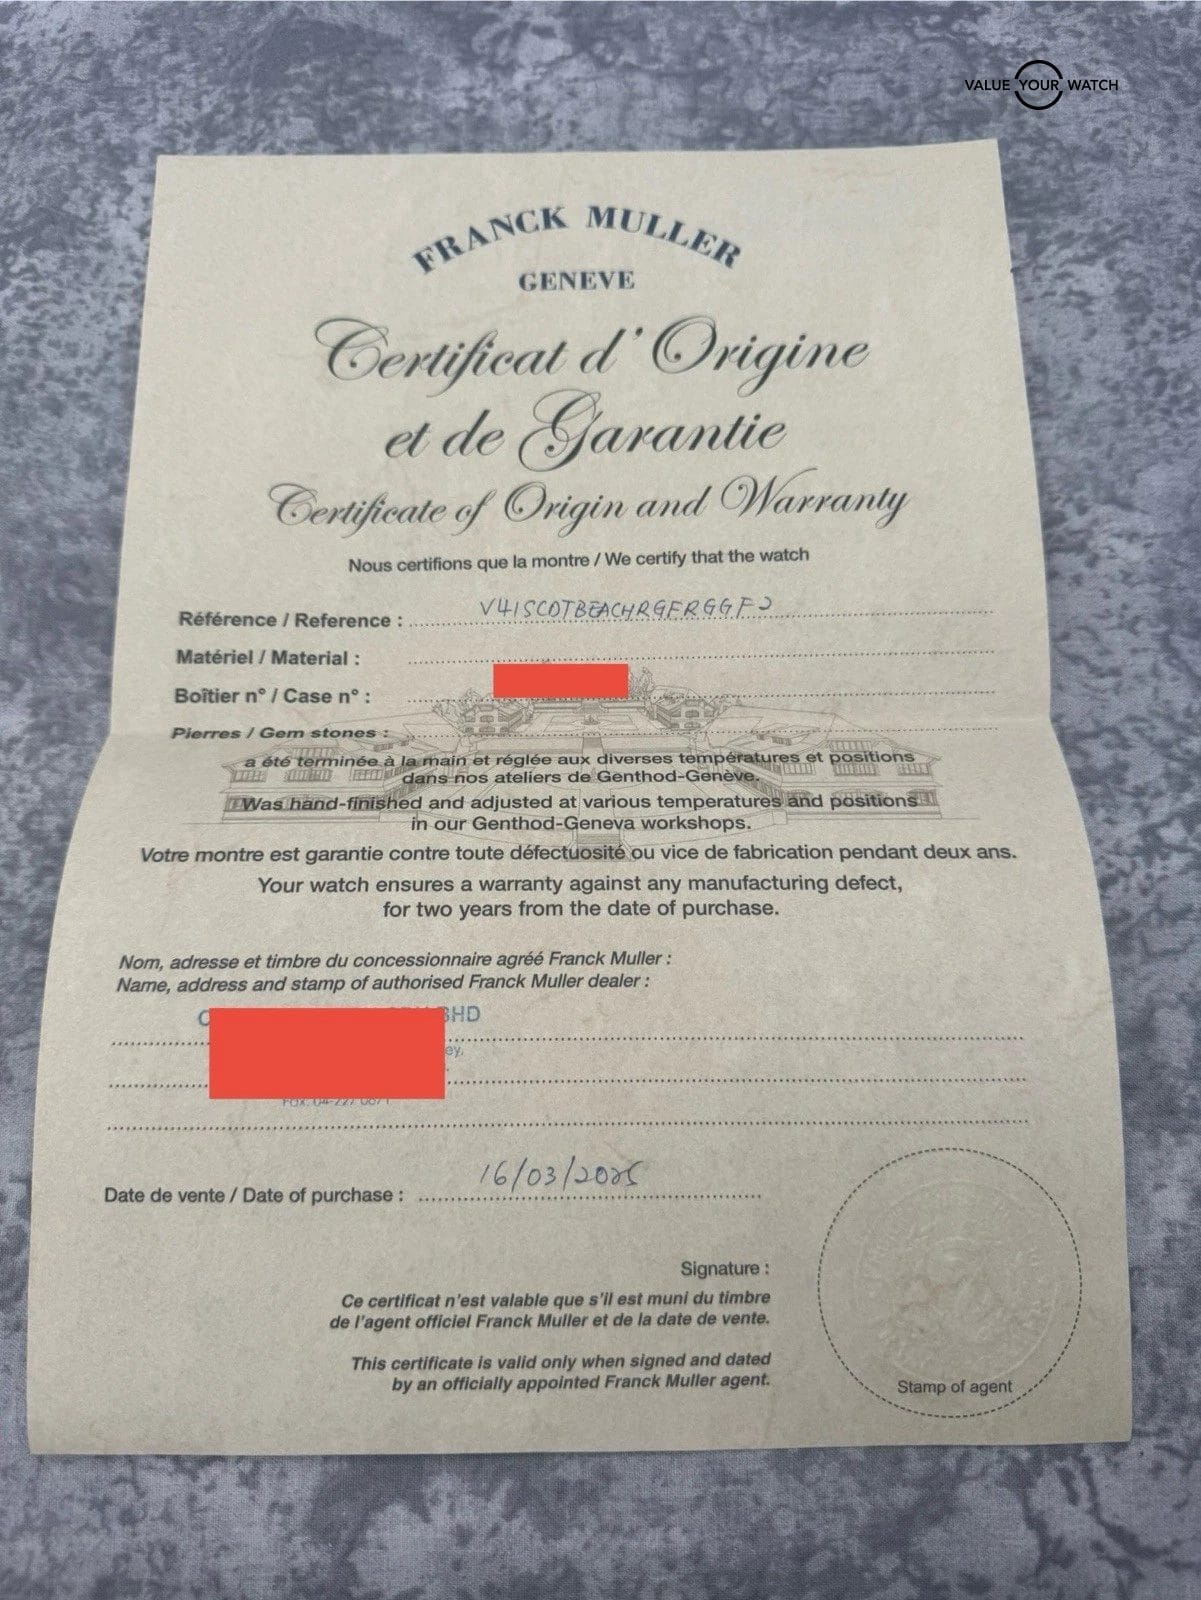 VALUE YOUR WATCH
FRANCK MULLER
GENEVE
Certificat d'Origine
et de Garantie
Certificate of Origin and Warranty
Nous certifions que la montre / We certify that the watch
Référence / Reference : V41SCDTBEACHRGFRGGFJ
Matériel / Material :
Boîtier n° / Case n° :
Pierres / Gem stones :
a été terminée à la main et réglée aux diverses températures et positions
dans nos ateliers de Genthod-Genève.
Was hand-finished and adjusted at various temperatures and positions
in our Genthod-Geneva workshops.
Votre montre est garantie contre toute défectuosité ou vice de fabrication pendant deux ans.
Your watch ensures a warranty against any manufacturing defect,
for two years from the date of purchase.
Nom, adresse et timbre du concessionnaire agréé Franck Muller :
Name, address and stamp of authorised Franck Muller dealer :
BHD
ey.
Date de vente / Date of purchase : 16/03/2025
Signature :
Ce certificat n'est valable que s'il est muni du timbre
de l'agent officiel Franck Muller et de la date de vente.
This certificate is valid only when signed and dated
by an officially appointed Franck Muller agent.
Stamp of agent